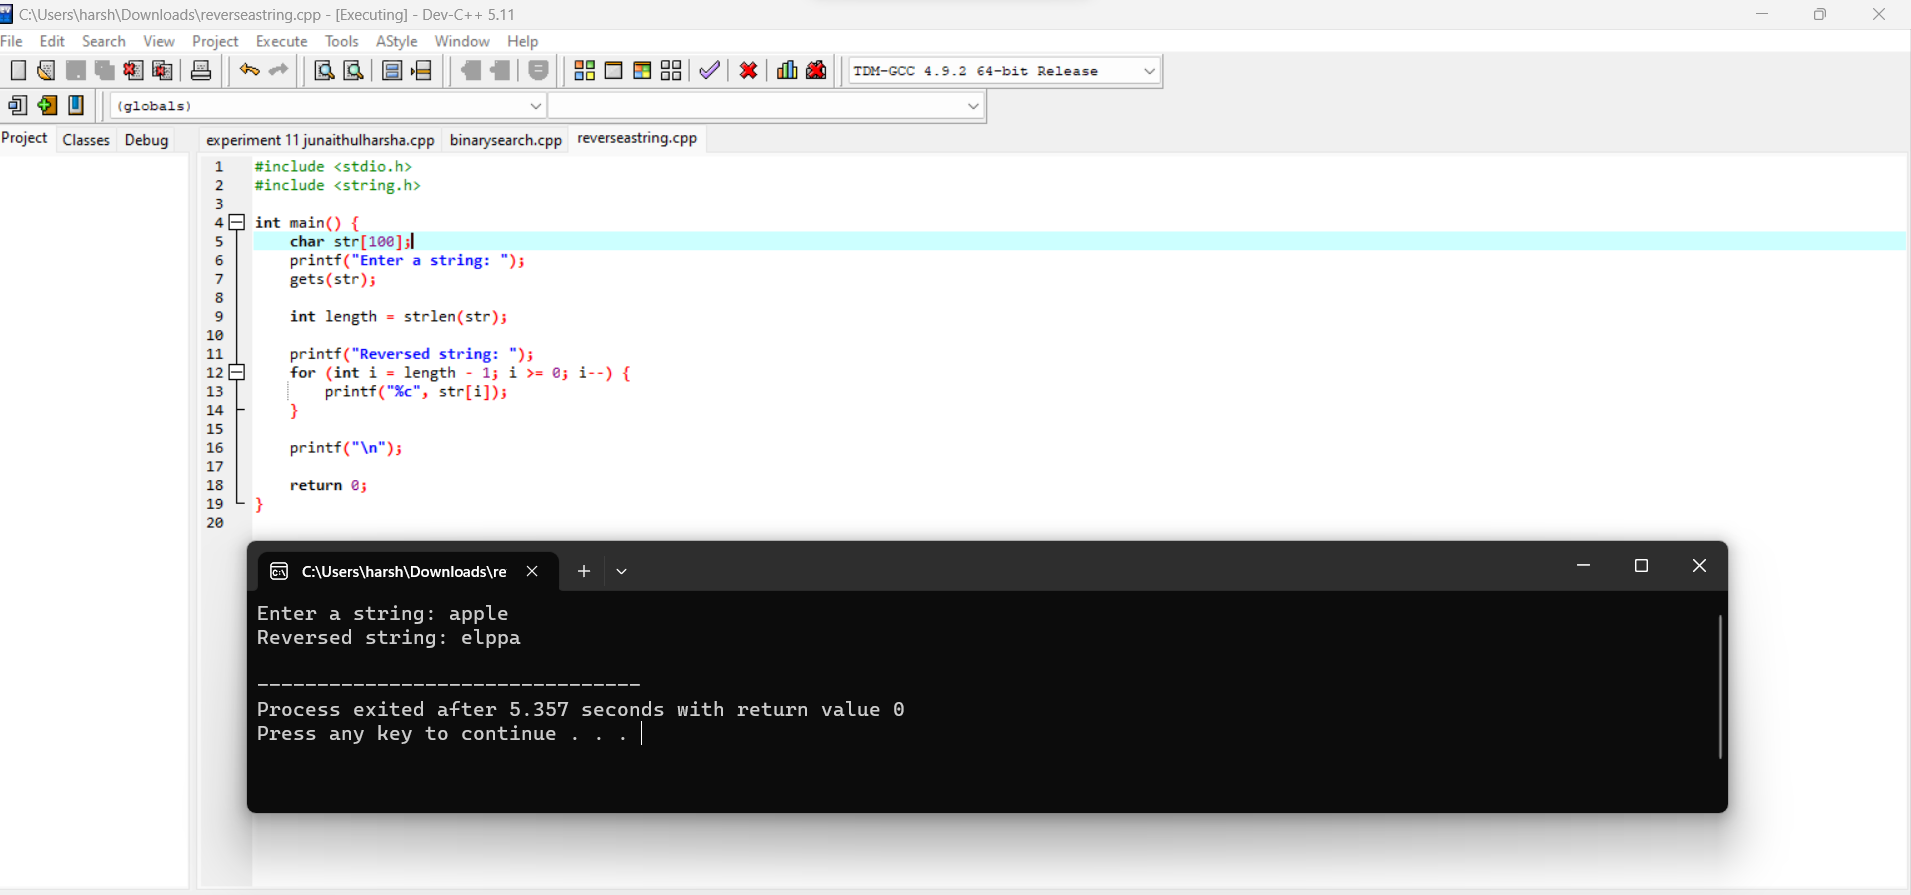 C:\Users\harsh\Downloads\reverseastring.cpp - [Executing] - Dev-C++ 5.11
File Edit Search View Project Execute Tools AStyle Window Help
TDM-GCC 4.9.2 64-bit Release
(globals)
Project Classes Debug experiment 11 junaithulharsha.cpp binarysearch.cpp reverseastring.cpp
1 #include <stdio.h>
2 #include <string.h>
3
4 int main() {
5 char str[100];
6 printf("Enter a string: ");
7 gets(str);
8
9 int length = strlen(str);
10
11 printf("Reversed string: ");
12 for (int i = length - 1; i >= 0; i--) {
13 printf("%c", str[i]);
14 }
15
16 printf("\n");
17
18 return 0;
19 }
20
C:\Users\harsh\Downloads\re
Enter a string: apple
Reversed string: elppa
--------------------------------
Process exited after 5.357 seconds with return value 0
Press any key to continue . . .